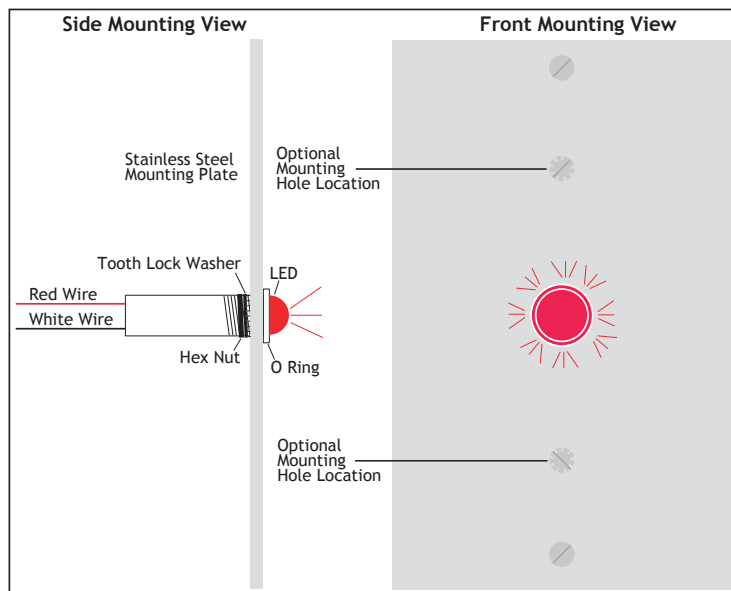 Side Mounting View
Front Mounting View
Stainless Steel
Mounting Plate
Optional
Mounting
Hole Location
Tooth Lock Washer
LED
Red Wire
White Wire
Hex Nut
O Ring
Optional
Mounting
Hole Location